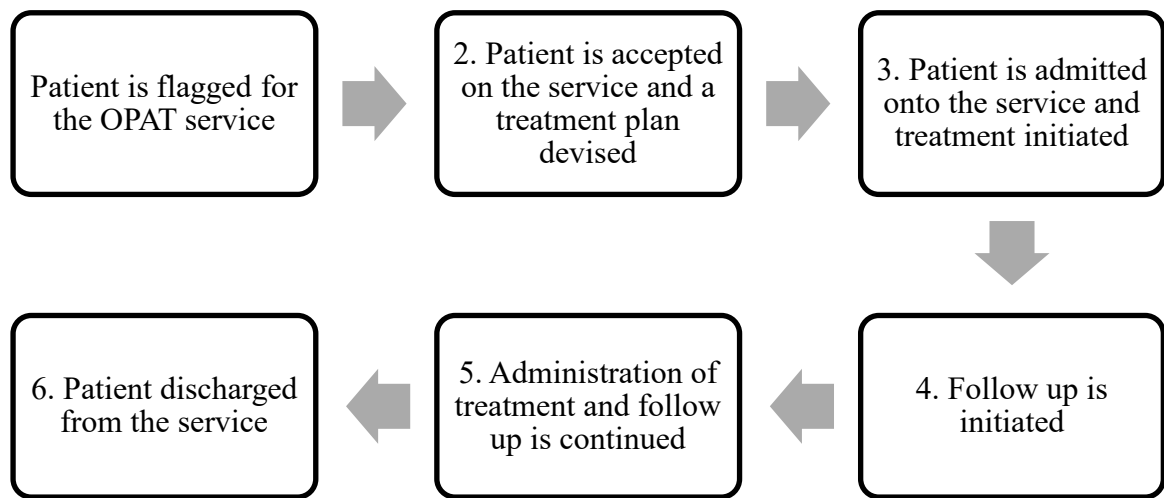 Patient is flagged for
the OPAT service
2. Patient is accepted
on the service and a
treatment plan
devised
3. Patient is admitted
onto the service and
treatment initiated
4. Follow up is
initiated
5. Administration of
treatment and follow
up is continued
6. Patient discharged
from the service